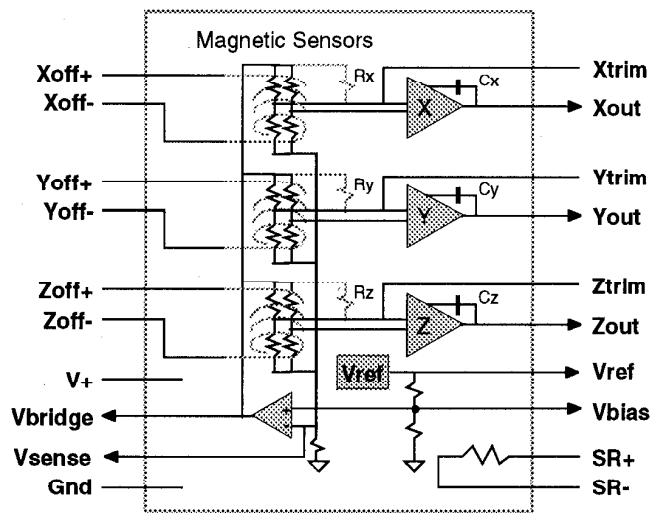 Magnetic Sensors
Xoff+
Rx
Cx
Xtrim
Xoff-
X
Xout
Yoff+
Ry
Cy
Ytrim
Yoff-
Y
Yout
Zoff+
Rz
Cz
Ztrim
Zoff-
Z
Zout
V+
Vref
Vref
Vbridge
+
-
Vbias
Vsense
SR+
Gnd
SR-